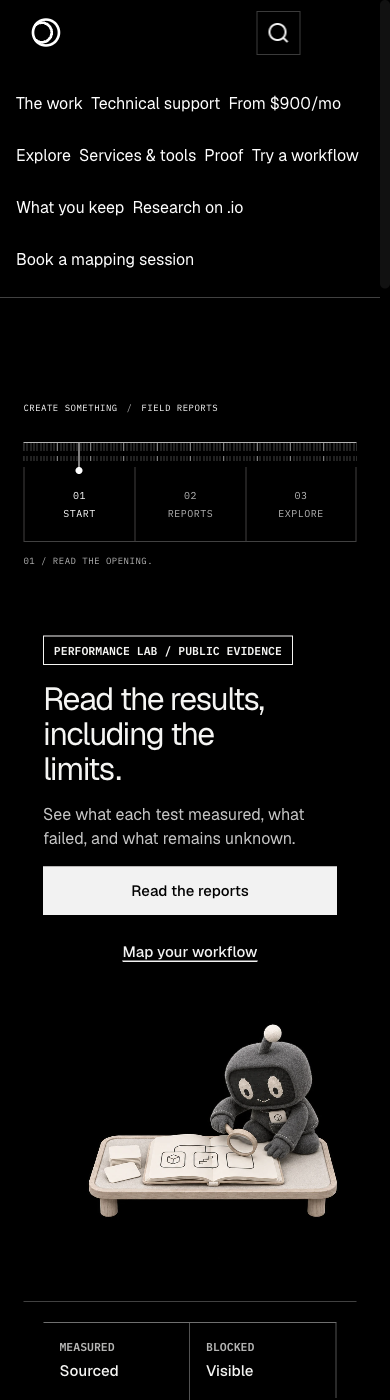 The work Technical support From $900/mo
Explore Services & tools Proof Try a workflow
What you keep Research on .io
Book a mapping session
CREATE SOMETHING / FIELD REPORTS
01 02 03
START REPORTS EXPLORE
01 / READ THE OPENING.
PERFORMANCE LAB / PUBLIC EVIDENCE
Read the results,
including the
limits.
See what each test measured, what
failed, and what remains unknown.
Read the reports
Map your workflow
MEASURED BLOCKED
Sourced Visible